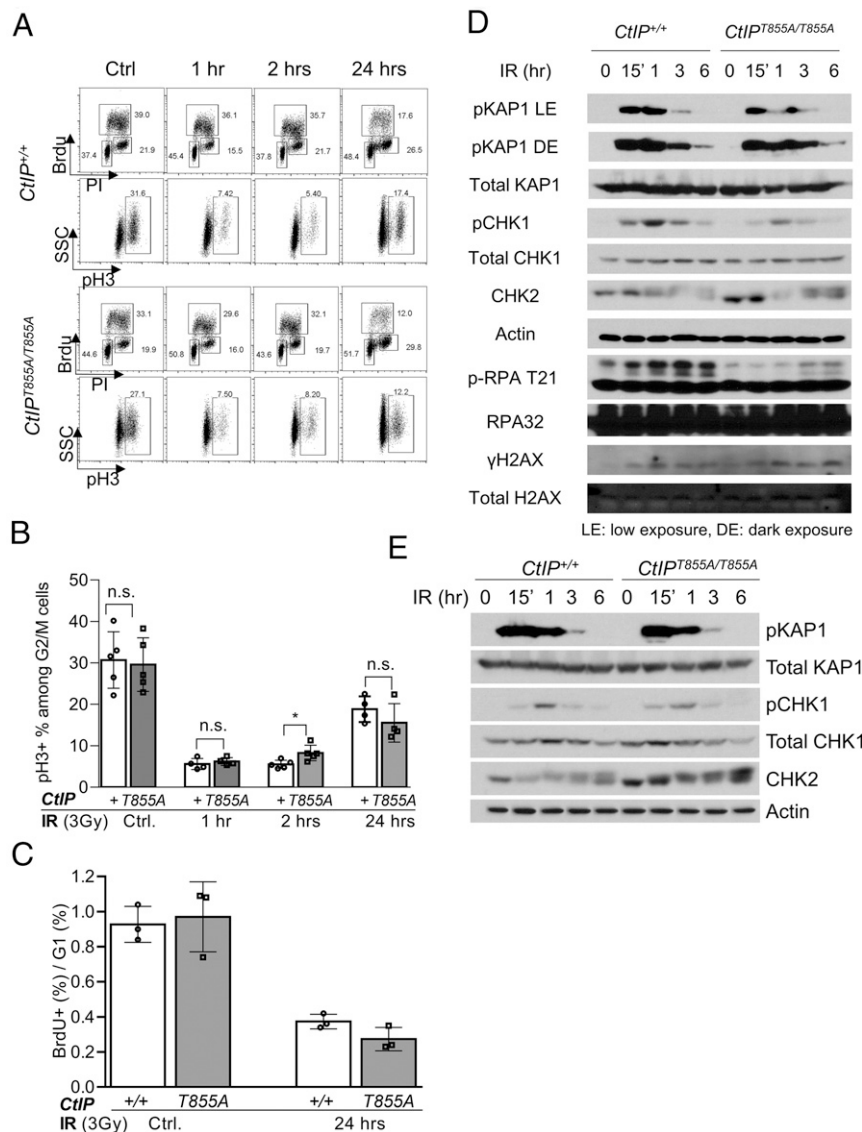 A
Ctrl 1 hr 2 hrs 24 hrs
CtIP+/+
Brdu
39.0 36.1 35.7 17.6
37.4 21.9 45.4 15.5 37.8 21.7 48.4 26.5
PI
31.6 7.42 5.40 17.4
SSC
pH3
CtIPT855A/T855A
Brdu
33.1 29.6 32.1 12.0
44.6 19.9 50.8 16.0 43.6 19.7 51.7 29.8
PI
27.1 7.50 8.20 12.2
SSC
pH3
B
pH3+ % among G2/M cells
50
40
30
20
10
0
n.s. n.s. * n.s.
CtIP + T855A + T855A + T855A + T855A
IR (3Gy) Ctrl. 1 hr 2 hrs 24 hrs
C
BrdU+ (%) / G1 (%)
1.2
1.0
0.8
0.6
0.4
0.2
0.0
CtIP +/+ T855A +/+ T855A
IR (3Gy) Ctrl. 24 hrs
D
CtIP+/+ CtIPT855A/T855A
IR (hr) 0 15' 1 3 6 0 15' 1 3 6
pKAP1 LE
pKAP1 DE
Total KAP1
pCHK1
Total CHK1
CHK2
Actin
p-RPA T21
RPA32
γH2AX
Total H2AX
LE: low exposure, DE: dark exposure
E
CtIP+/+ CtIPT855A/T855A
IR (hr) 0 15' 1 3 6 0 15' 1 3 6
pKAP1
Total KAP1
pCHK1
Total CHK1
CHK2
Actin